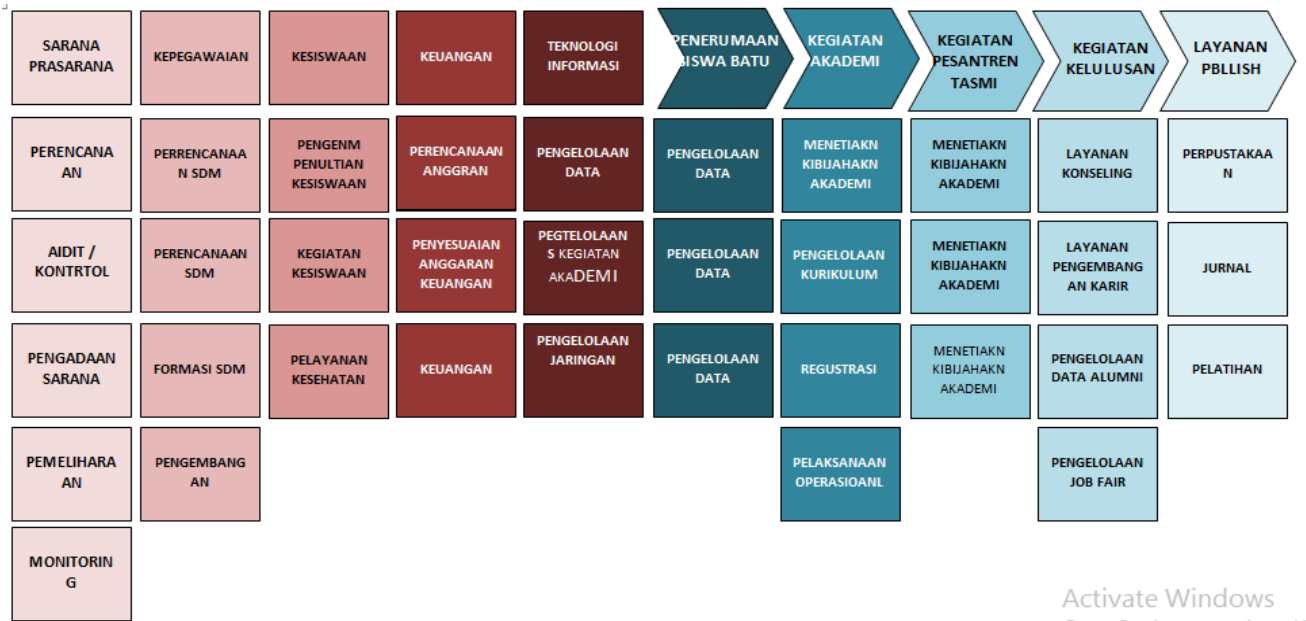 SARANA
PRASARANA
KEPEGAWAIAN
KESISWAAN
KEUANGAN
TEKNOLOGI
INFORMASI
PENERUMAAN
SISWA BATU
KEGIATAN
AKADEMI
KEGIATAN
PESANTREN
TASMI
KEGIATAN
KELULUSAN
LAYANAN
PBLLISH
PERENCANA
AN
PERRENCANAA
N SDM
PENGENM
PENULTIAN
KESISWAAN
PERENCANAAN
ANGGRAN
PENGELOLAAN
DATA
PENGELOLAAN
DATA
MENETIAKN
KIBIJAHAKN
AKADEMI
MENETIAKN
KIBIJAHAKN
AKADEMI
LAYANAN
KONSELING
PERPUSTAKAA
N
AIDIT /
KONTRTOL
PERENCANAAN
SDM
KEGIATAN
KESISWAAN
PENYESUAIAN
ANGGARAN
KEUANGAN
PEGTELOLAAN
S KEGIATAN
AKADEMI
PENGELOLAAN
DATA
PENGELOLAAN
KURIKULUM
MENETIAKN
KIBIJAHAKN
AKADEMI
LAYANAN
PENGEMBANG
AN KARIR
JURNAL
PENGADAAN
SARANA
FORMASI SDM
PELAYANAN
KESEHATAN
KEUANGAN
PENGELOLAAN
JARINGAN
PENGELOLAAN
DATA
REGUSTRASI
MENETIAKN
KIBIJAHAKN
AKADEMI
PENGELOLAAN
DATA ALUMNI
PELATIHAN
PEMELIHARA
AN
PENGEMBANG
AN
PELAKSANAAN
OPERASIOANL
PENGELOLAAN
JOB FAIR
MONITORIN
G
Activate Windows